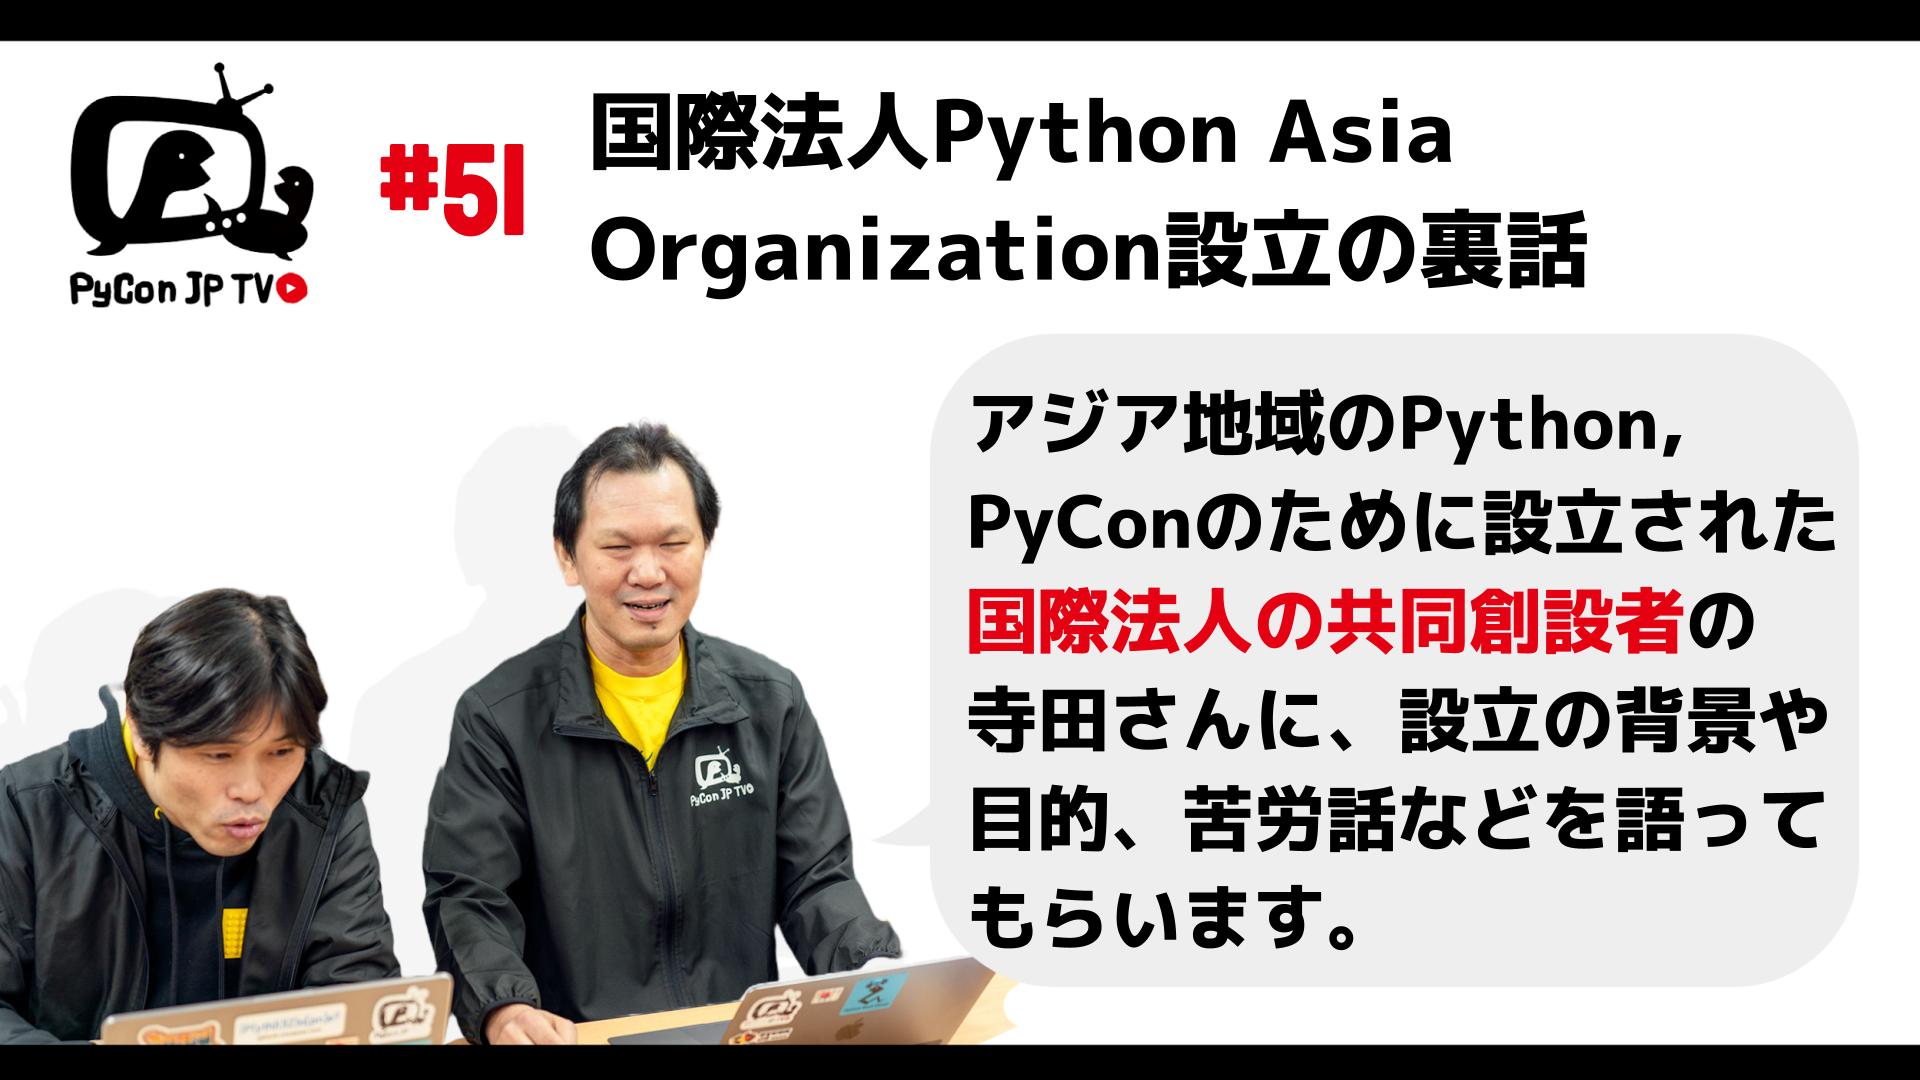 PyCon JP TV
#51
国際法人Python Asia
Organization設立の裏話
アジア地域のPython,
PyConのために設立された
国際法人の共同創設者の
寺田さんに、設立の背景や
目的、苦労話などを語って
もらいます。
PyCon JP TV